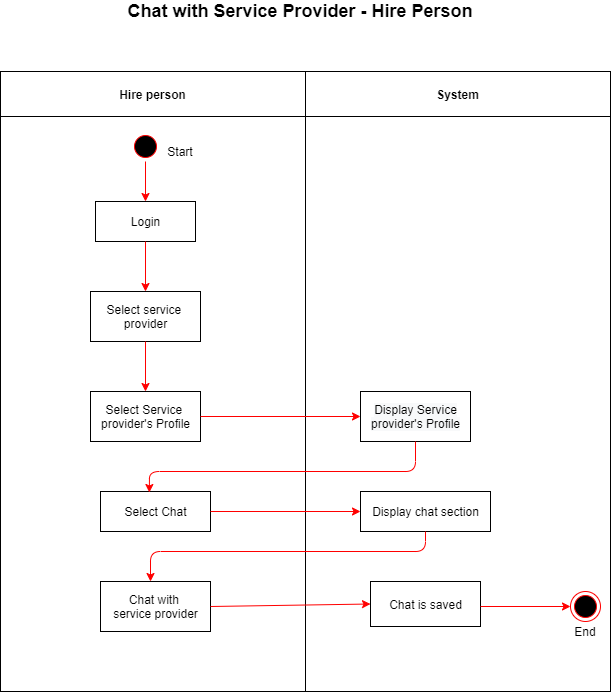 Chat with Service Provider - Hire Person
Hire person
System
Start
Login
Select service
provider
Select Service
provider's Profile
Display Service
provider's Profile
Select Chat
Display chat section
Chat with
service provider
Chat is saved
End